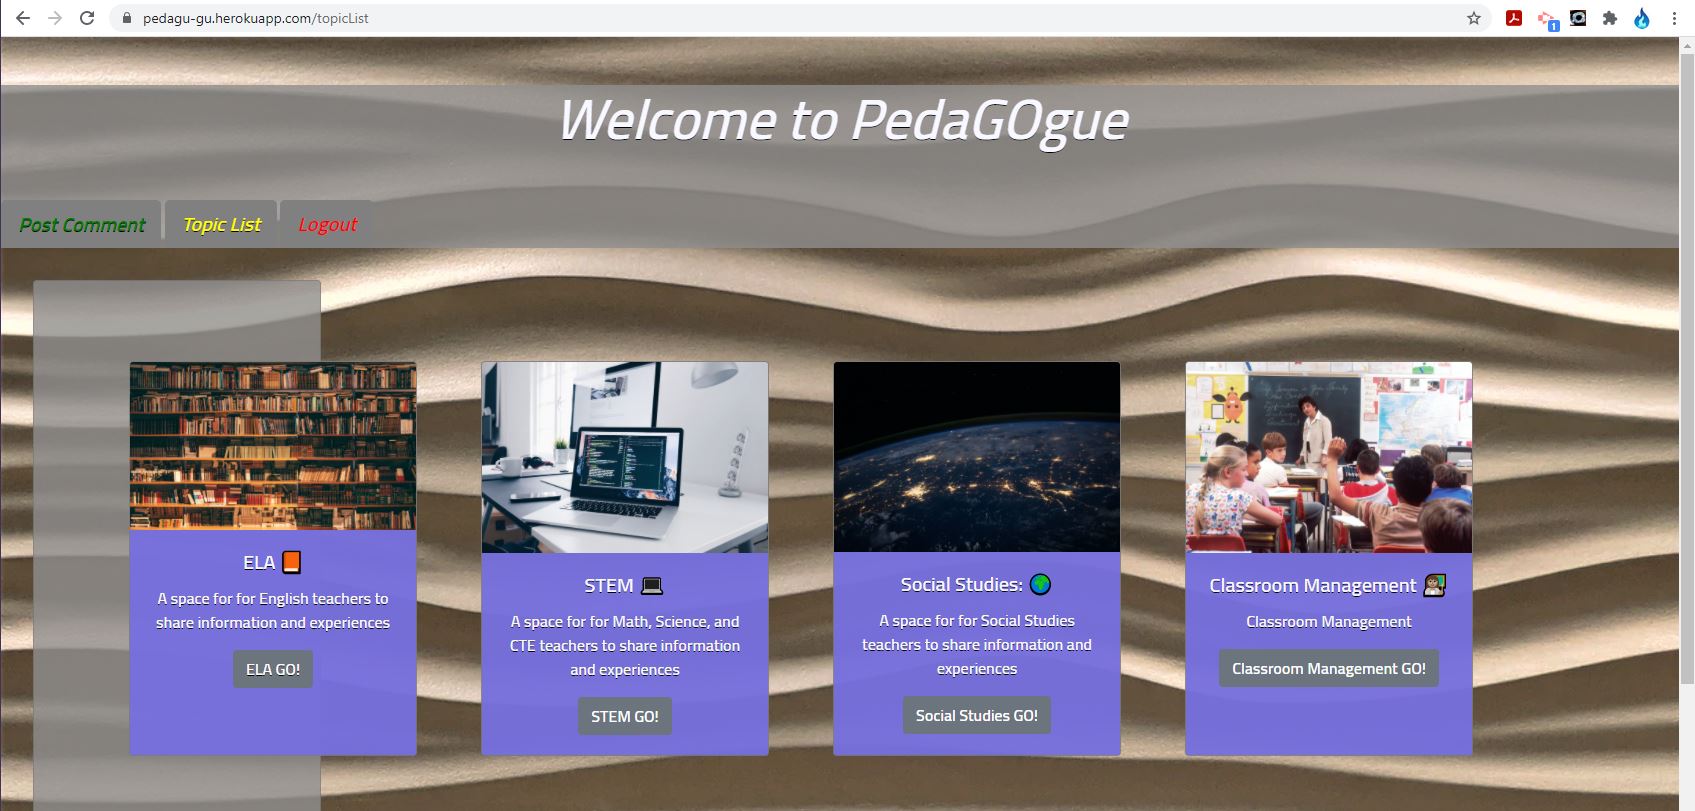 pedagu-gu.herokuapp.com/topicList
1
Welcome to PedaGOgue
Post Comment
Topic List
Logout
ELA
A space for for English teachers to
share information and experiences
ELA GO!
STEM
A space for for Math, Science, and
CTE teachers to share information
and experiences
STEM GO!
Social Studies:
A space for for Social Studies
teachers to share information and
experiences
Social Studies GO!
Classroom Management
Classroom Management
Classroom Management GO!